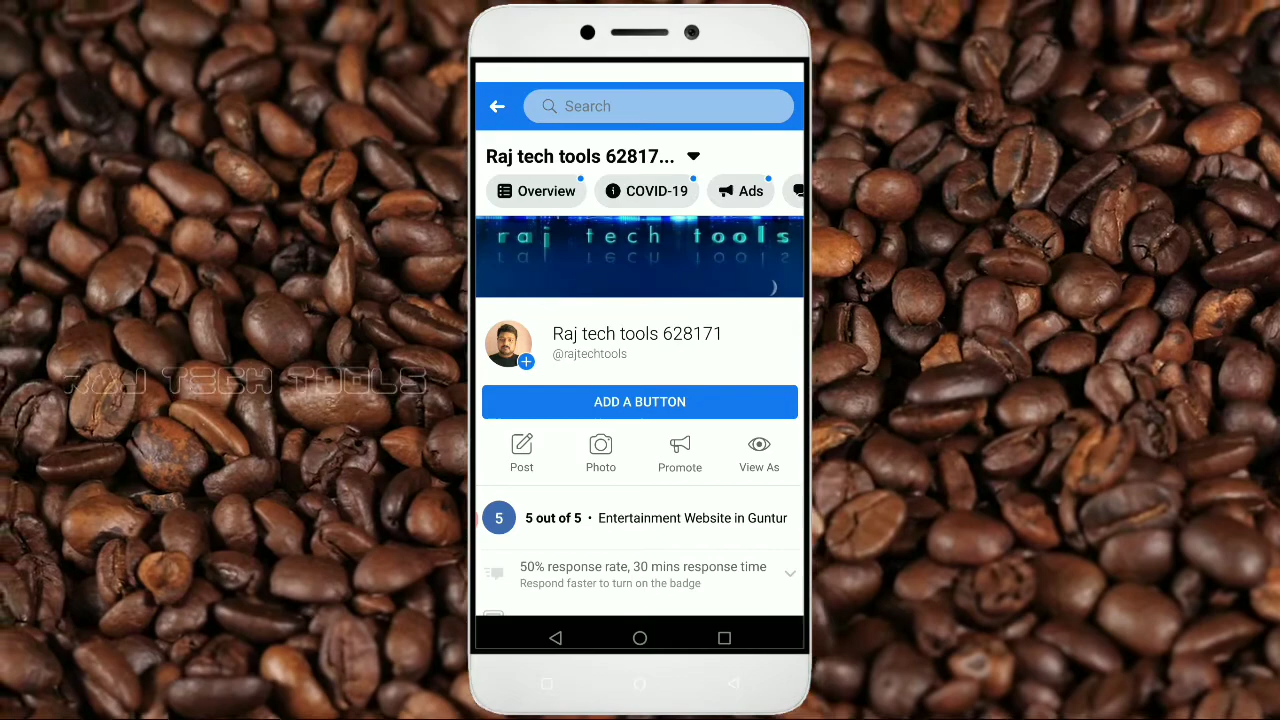 Search
Raj tech tools 62817...
Overview
COVID-19
Ads
raj tech tools
Raj tech tools 628171
@rajtechtools
RAJ TECH TOOLS
ADD A BUTTON
Post
Photo
Promote
View As
5
5 out of 5 · Entertainment Website in Guntur
50% response rate, 30 mins response time
Respond faster to turn on the badge